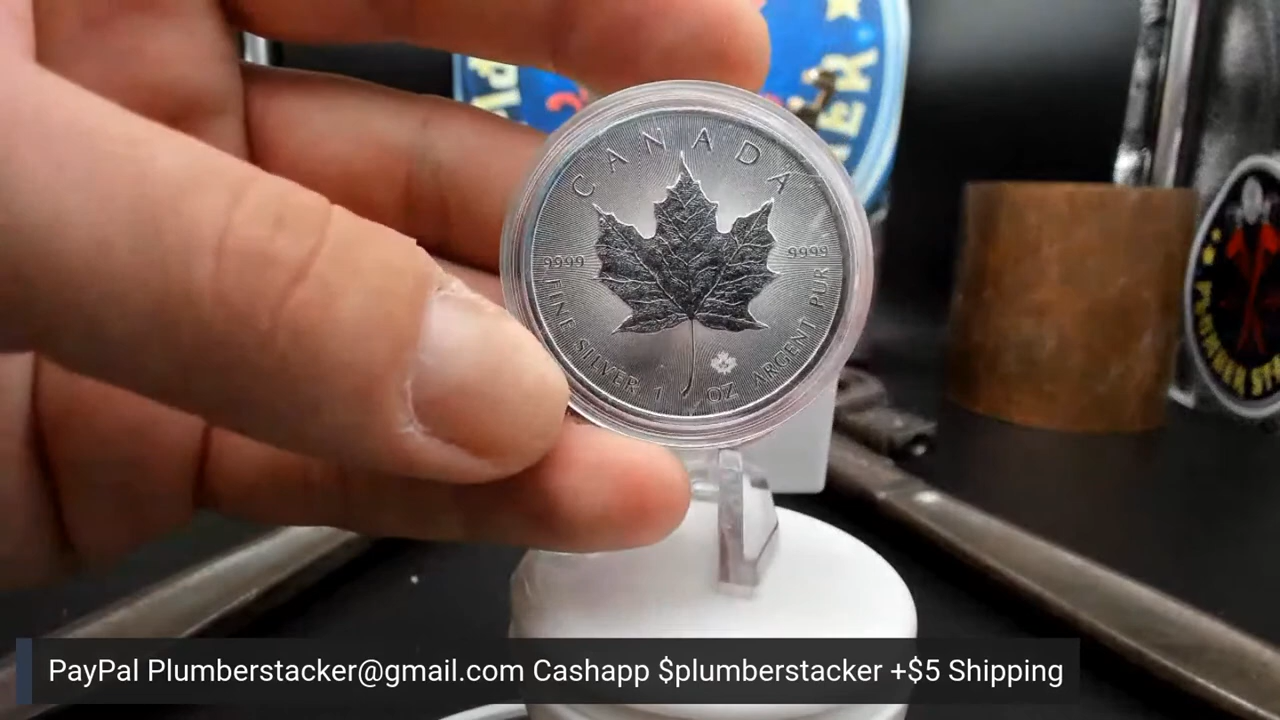 CANADA
9999
9999
FINE SILVER 1 OZ ARGENT PUR
PayPal Plumberstacker@gmail.com Cashapp $plumberstacker +$5 Shipping